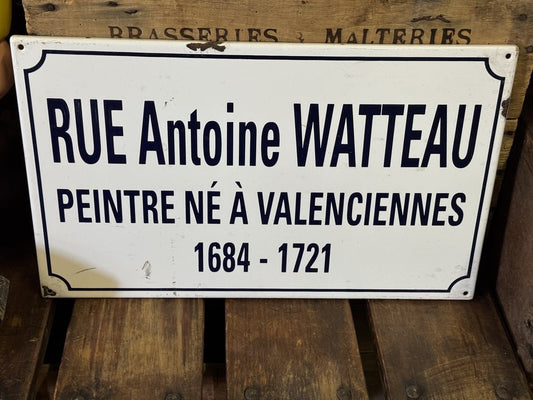 BRASSERIES & MALTERIES
RUE Antoine WATTEAU
PEINTRE NÉ À VALENCIENNES
1684 - 1721